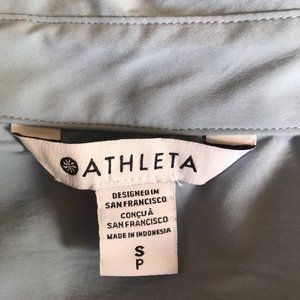 ATHLETA
DESIGNED IN
SAN FRANCISCO
CONÇU À
SAN FRANCISCO
MADE IN INDONESIA
S
P